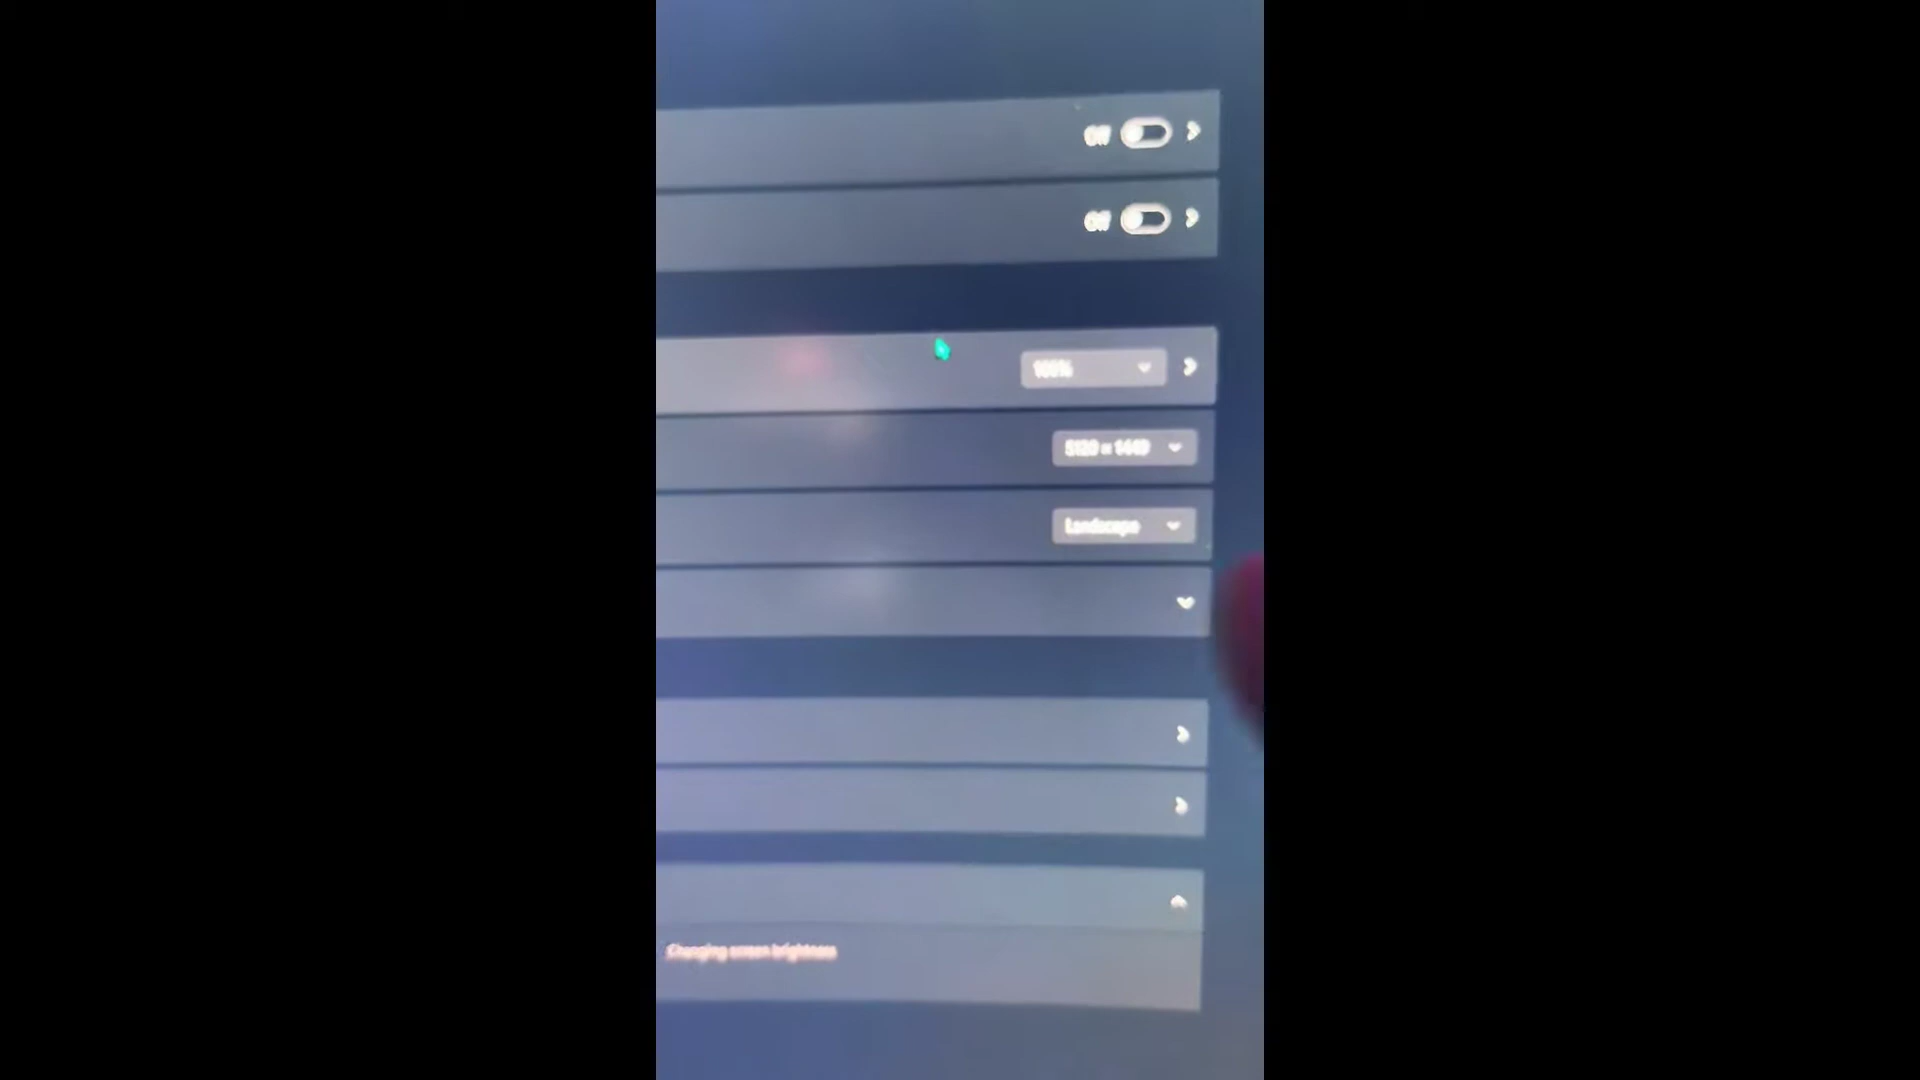 Off
Off
100%
5120 × 1440
Landscape
Changing screen brightness